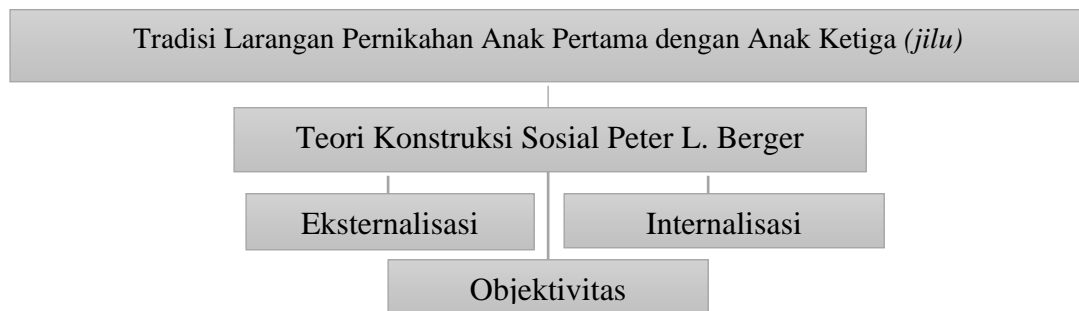 Tradisi Larangan Pernikahan Anak Pertama dengan Anak Ketiga (jilu)
Teori Konstruksi Sosial Peter L. Berger
Eksternalisasi
Internalisasi
Objektivitas